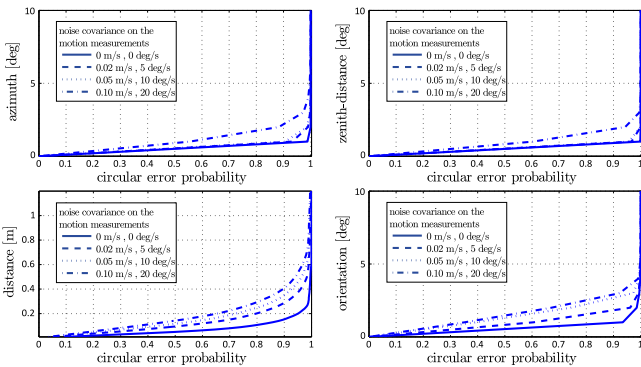 10
5
0
azimuth [deg]
noise covariance on the
motion measurements
0 m/s , 0 deg/s
0.02 m/s , 5 deg/s
0.05 m/s , 10 deg/s
0.10 m/s , 20 deg/s
0 0.1 0.2 0.3 0.4 0.5 0.6 0.7 0.8 0.9 1
circular error probability
10
5
0
zenith-distance [deg]
noise covariance on the
motion measurements
0 m/s , 0 deg/s
0.02 m/s , 5 deg/s
0.05 m/s , 10 deg/s
0.10 m/s , 20 deg/s
0 0.1 0.2 0.3 0.4 0.5 0.6 0.7 0.8 0.9 1
circular error probability
1
0.8
0.6
0.4
0.2
distance [m]
noise covariance on the
motion measurements
0 m/s , 0 deg/s
0.02 m/s , 5 deg/s
0.05 m/s , 10 deg/s
0.10 m/s , 20 deg/s
0 0.1 0.2 0.3 0.4 0.5 0.6 0.7 0.8 0.9 1
circular error probability
10
5
0
orientation [deg]
noise covariance on the
motion measurements
0 m/s , 0 deg/s
0.02 m/s , 5 deg/s
0.05 m/s , 10 deg/s
0.10 m/s , 20 deg/s
0 0.1 0.2 0.3 0.4 0.5 0.6 0.7 0.8 0.9 1
circular error probability